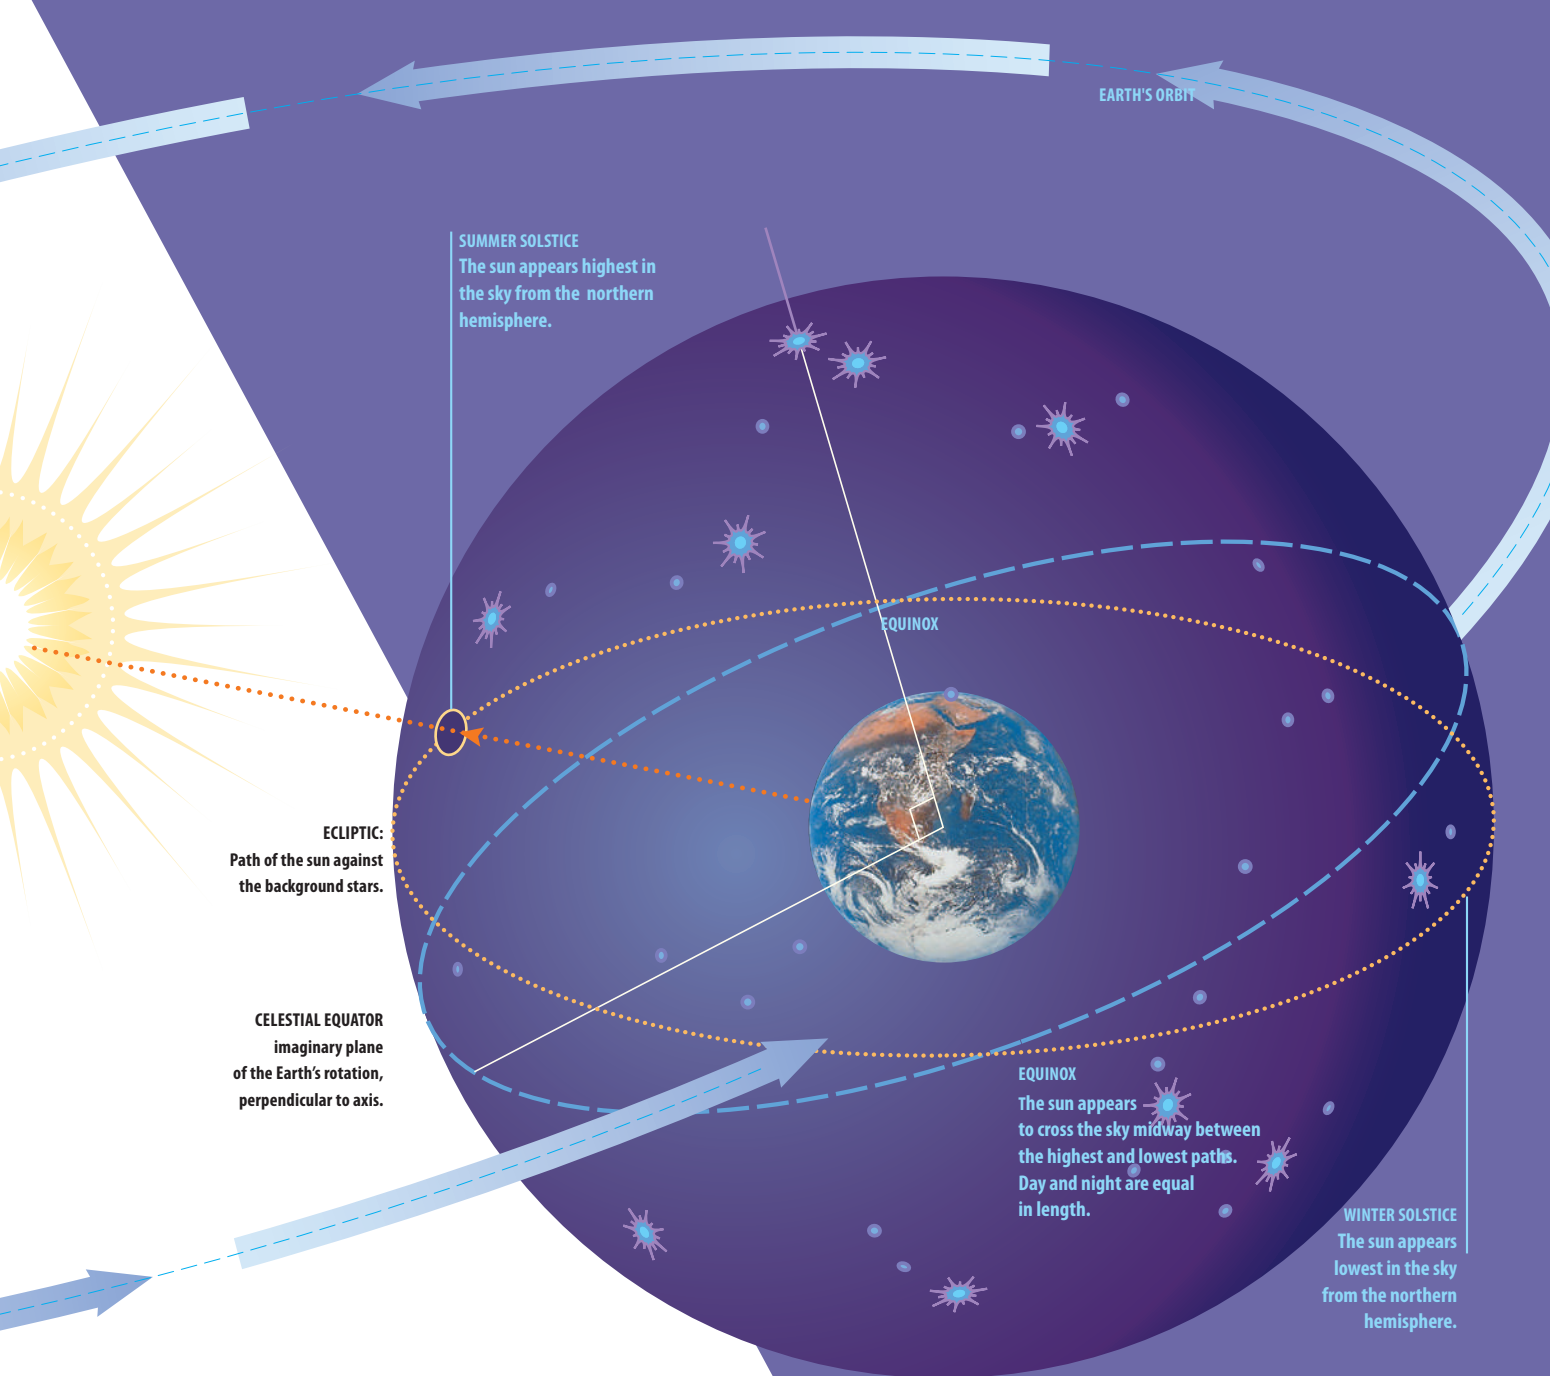 EARTH'S ORBIT
SUMMER SOLSTICE
The sun appears highest in
the sky from the northern
hemisphere.
EQUINOX
ECLIPTIC:
Path of the sun against
the background stars.
CELESTIAL EQUATOR
imaginary plane
of the Earth’s rotation,
perpendicular to axis.
EQUINOX
The sun appears
to cross the sky midway between
the highest and lowest paths.
Day and night are equal
in length.
WINTER SOLSTICE
The sun appears
lowest in the sky
from the northern
hemisphere.